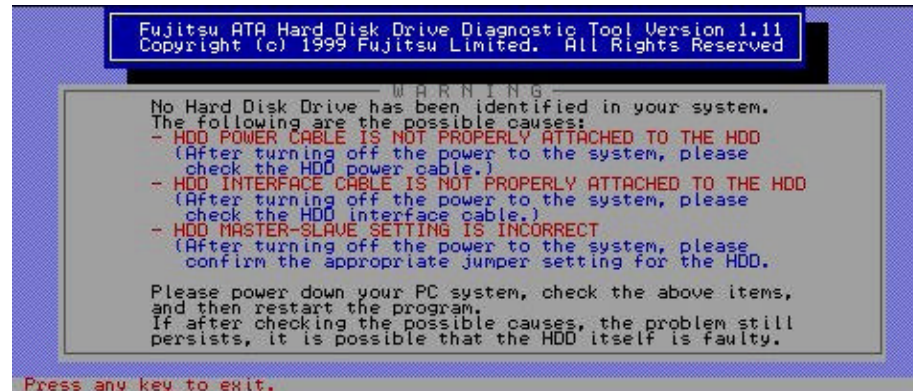 Fujitsu ATA Hard Disk Drive Diagnostic Tool Version 1.11
Copyright (c) 1999 Fujitsu Limited. All Rights Reserved
WARNING
No Hard Disk Drive has been identified in your system.
The following are the possible causes:
- HDD POWER CABLE IS NOT PROPERLY ATTACHED TO THE HDD
(After turning off the power to the system, please
check the HDD power cable.)
- HDD INTERFACE CABLE IS NOT PROPERLY ATTACHED TO THE HDD
(After turning off the power to the system, please
check the HDD interface cable.)
- HDD MASTER-SLAVE SETTING IS INCORRECT
(After turning off the power to the system, please
confirm the appropriate jumper setting for the HDD.
Please power down your PC system, check the above items,
and then restart the program.
If after checking the possible causes, the problem still
persists, it is possible that the HDD itself is faulty.
Press any key to exit.